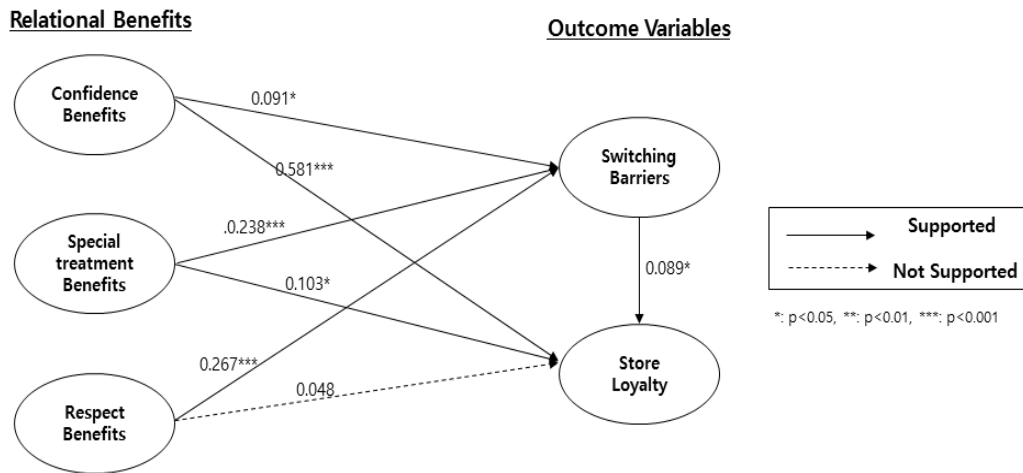 Relational Benefits
Outcome Variables
Confidence
Benefits
0.091*
0.581***
Switching
Barriers
Special
treatment
Benefits
.0.238***
0.103*
0.089*
Supported
Not Supported
*: p<0.05, **: p<0.01, ***: p<0.001
Respect
Benefits
0.267***
0.048
Store
Loyalty